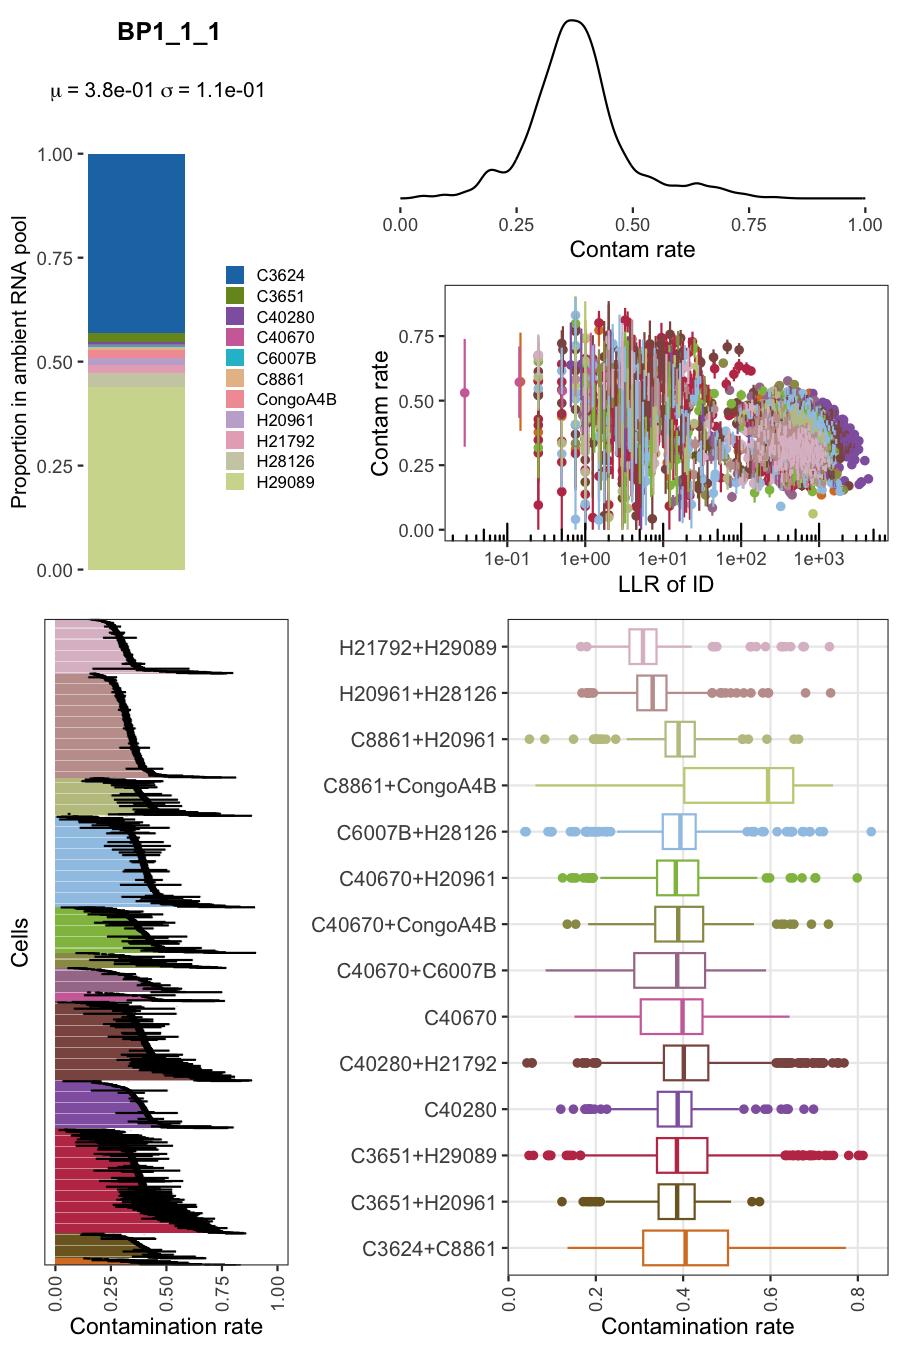 BP1_1_1
μ = 3.8e-01 σ = 1.1e-01
Proportion in ambient RNA pool
1.00
0.75
0.50
0.25
0.00
C3624
C3651
C40280
C40670
C6007B
C8861
CongoA4B
H20961
H21792
H28126
H29089
0.00 0.25 0.50 0.75 1.00
Contam rate
Contam rate
0.75
0.50
0.25
0.00
1e-01 1e+00 1e+01 1e+02 1e+03
LLR of ID
Cells
0.00 0.25 0.50 0.75 1.00
Contamination rate
H21792+H29089
H20961+H28126
C8861+H20961
C8861+CongoA4B
C6007B+H28126
C40670+H20961
C40670+CongoA4B
C40670+C6007B
C40670
C40280+H21792
C40280
C3651+H29089
C3651+H20961
C3624+C8861
0.0 0.2 0.4 0.6 0.8
Contamination rate